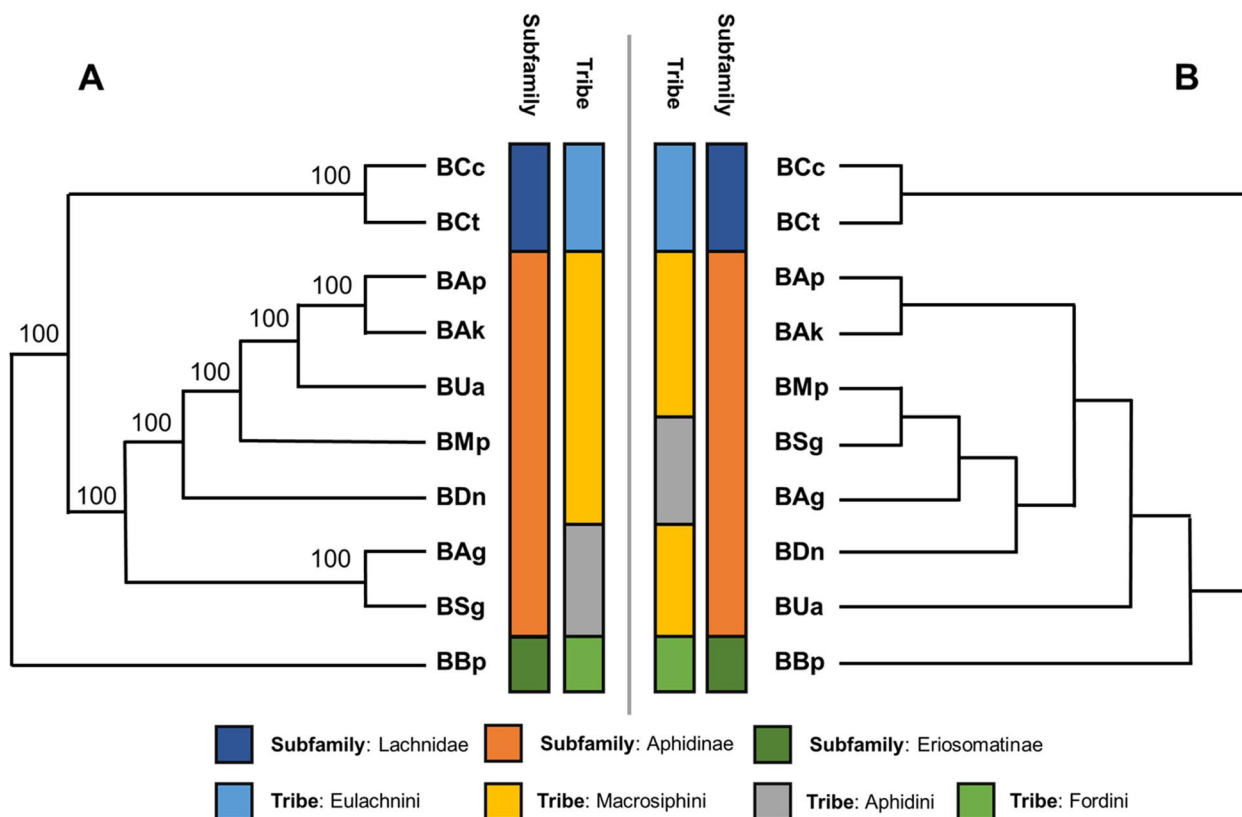 A
Subfamily
Tribe
Tribe
Subfamily
B
100
BCc
BCt
100
BAp
100
BAk
100
BUa
100
BMp
100
BDn
100
100
BAg
BSg
BBp
100
BCc
BCt
BAp
BAk
BMp
BSg
BAg
BDn
BUa
BBp
Subfamily: Lachnidae
Subfamily: Aphidinae
Subfamily: Eriosomatinae
Tribe: Eulachnini
Tribe: Macrosiphini
Tribe: Aphidini
Tribe: Fordini